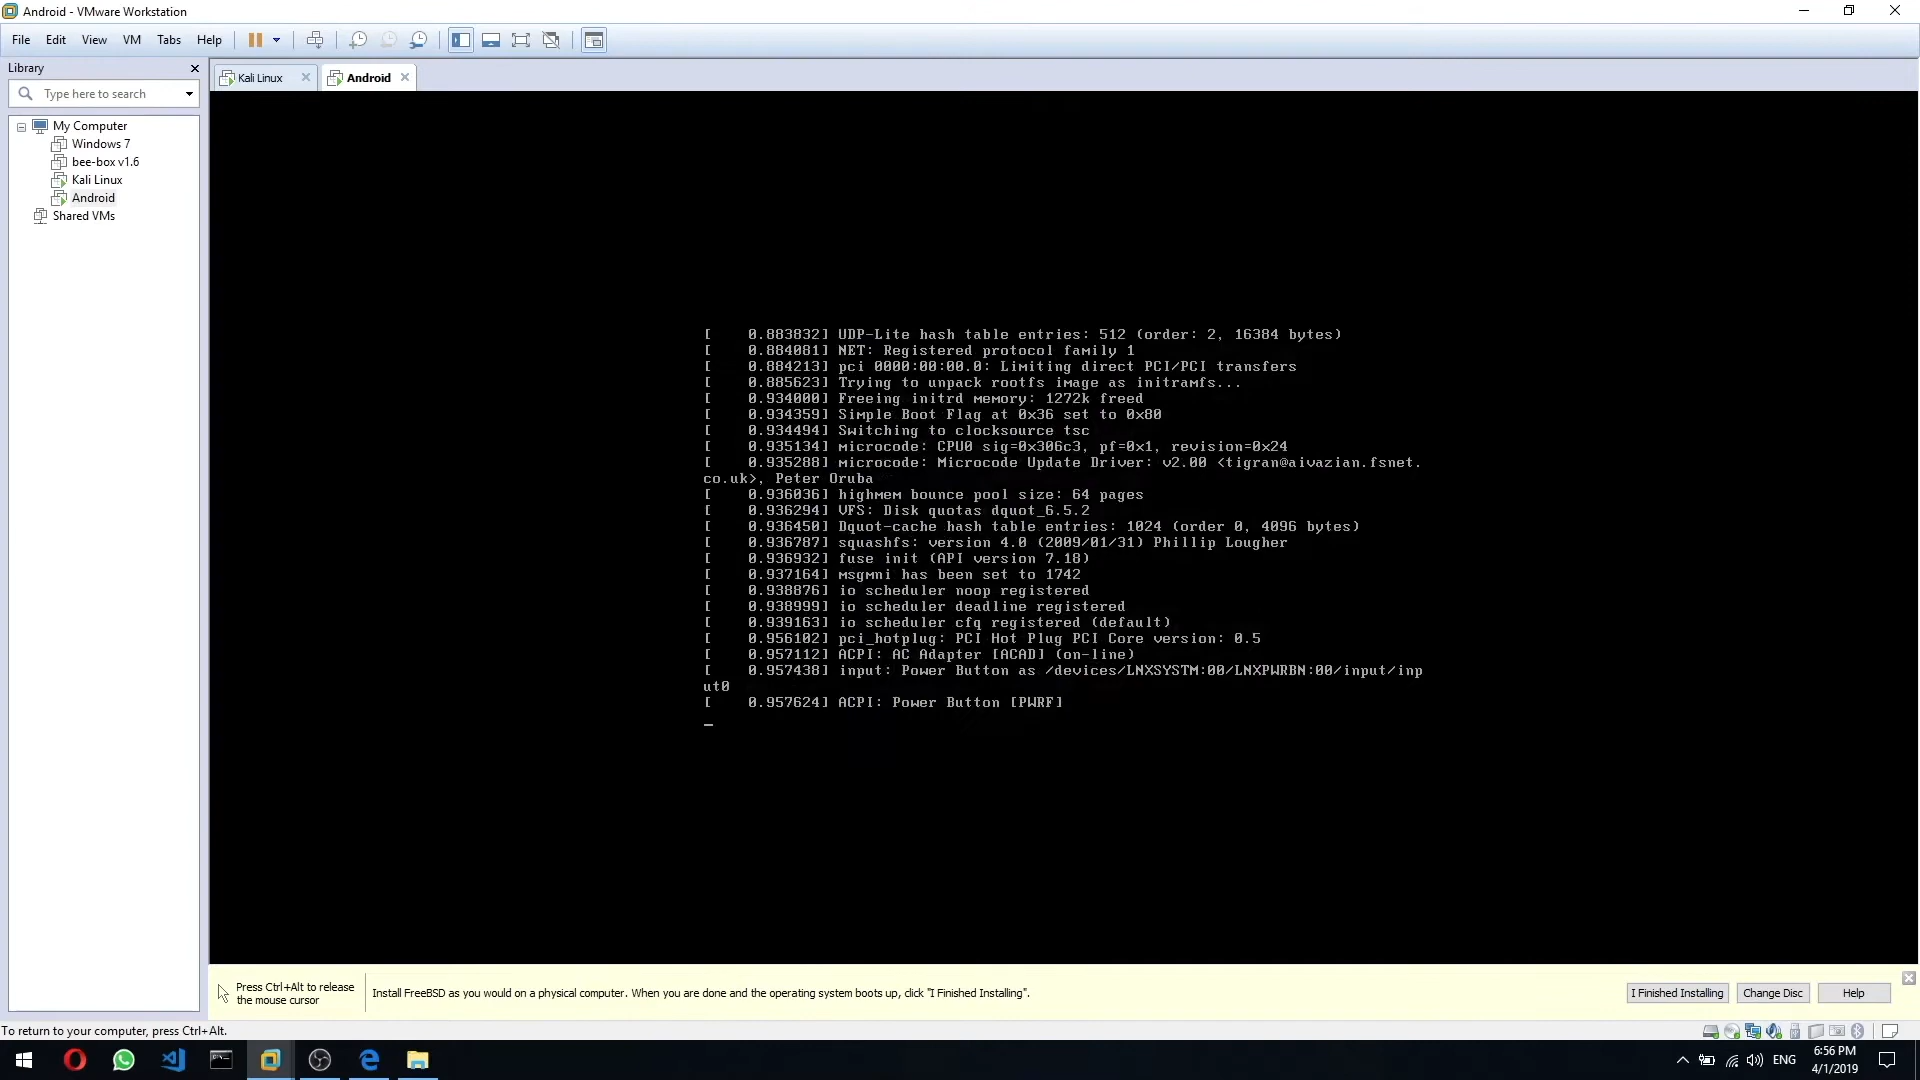 Android - VMware Workstation
File Edit View VM Tabs Help
Library
Type here to search
My Computer
Windows 7
bee-box v1.6
Kali Linux
Android
Shared VMs
Kali Linux
Android
[    0.883832] UDP-Lite hash table entries: 512 (order: 2, 16384 bytes)
[    0.884081] NET: Registered protocol family 1
[    0.884213] pci 0000:00:00.0: Limiting direct PCI/PCI transfers
[    0.885623] Trying to unpack rootfs image as initramfs...
[    0.934000] Freeing initrd memory: 1272k freed
[    0.934359] Simple Boot Flag at 0x36 set to 0x80
[    0.934494] Switching to clocksource tsc
[    0.935134] microcode: CPU0 sig=0x306c3, pf=0x1, revision=0x24
[    0.935288] microcode: Microcode Update Driver: v2.00 <tigran@aivazian.fsnet.
co.uk>, Peter Oruba
[    0.936036] highmem bounce pool size: 64 pages
[    0.936294] VFS: Disk quotas dquot_6.5.2
[    0.936450] Dquot-cache hash table entries: 1024 (order 0, 4096 bytes)
[    0.936787] squashfs: version 4.0 (2009/01/31) Phillip Lougher
[    0.936932] fuse init (API version 7.18)
[    0.937164] msgmni has been set to 1742
[    0.938876] io scheduler noop registered
[    0.938999] io scheduler deadline registered
[    0.939163] io scheduler cfq registered (default)
[    0.956102] pci_hotplug: PCI Hot Plug PCI Core version: 0.5
[    0.957112] ACPI: AC Adapter [ACAD] (on-line)
[    0.957438] input: Power Button as /devices/LNXSYSTM:00/LNXPWRBN:00/input/inp
ut0
[    0.957624] ACPI: Power Button [PWRF]
_
Press Ctrl+Alt to release
the mouse cursor
Install FreeBSD as you would on a physical computer. When you are done and the operating system boots up, click "I Finished Installing".
I Finished Installing
Change Disc
Help
To return to your computer, press Ctrl+Alt.
ENG
6:56 PM
4/1/2019